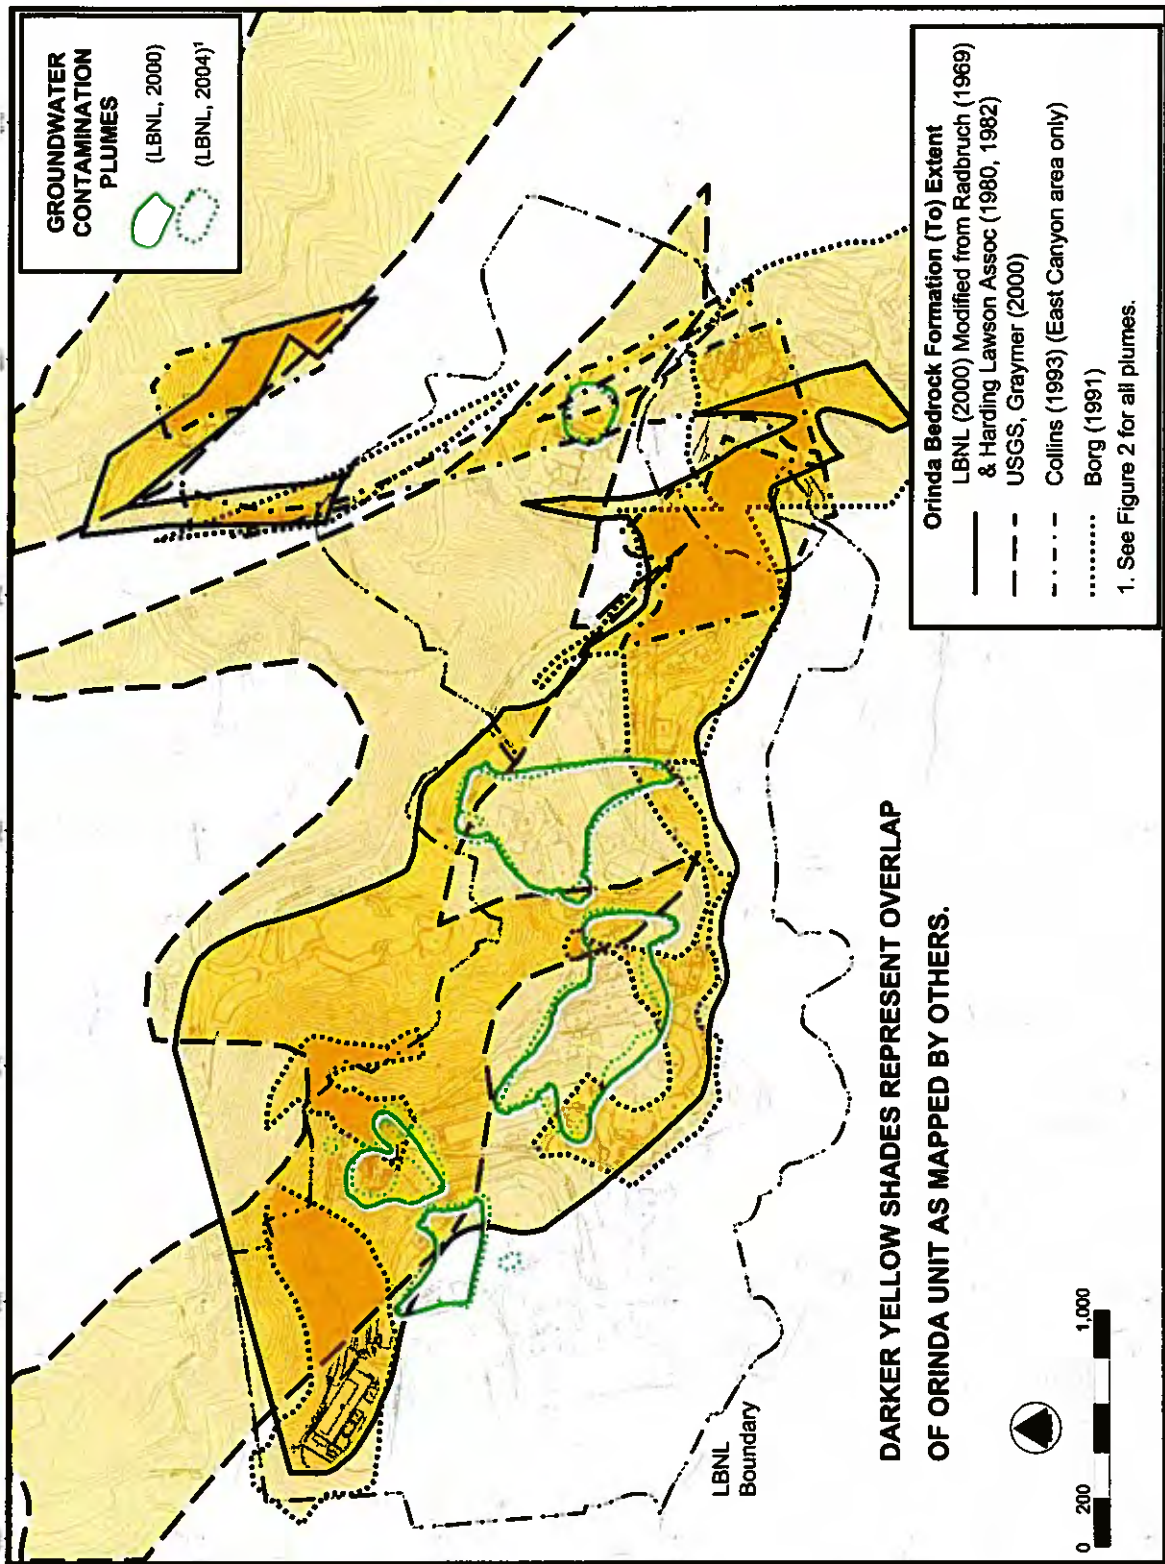 GROUNDWATER
CONTAMINATION
PLUMES
(LBNL, 2000)
(LBNL, 2004)¹
Orinda Bedrock Formation (To) Extent
LBNL (2000) Modified from Radbruch (1969)
& Harding Lawson Assoc (1980, 1982)
USGS, Graymer (2000)
Collins (1993) (East Canyon area only)
Borg (1991)
1. See Figure 2 for all plumes.
DARKER YELLOW SHADES REPRESENT OVERLAP
OF ORINDA UNIT AS MAPPED BY OTHERS.
LBNL
Boundary
0 200 1,000